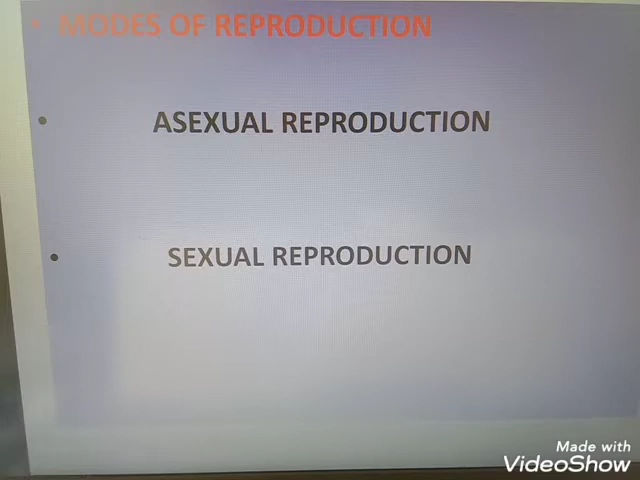 • MODES OF REPRODUCTION
• ASEXUAL REPRODUCTION
• SEXUAL REPRODUCTION
Made with
VideoShow